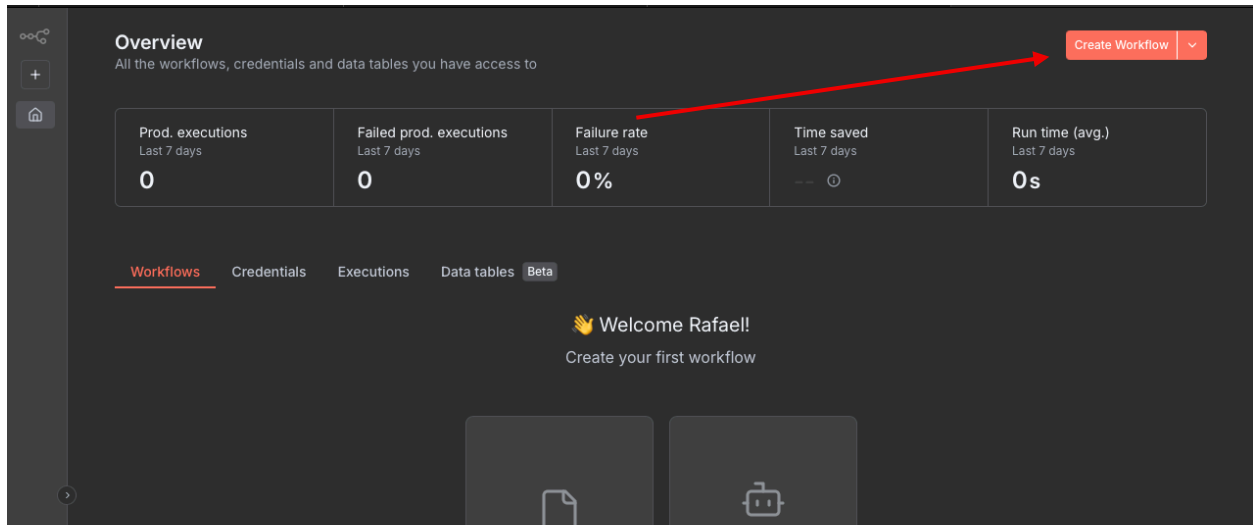 Overview
Create Workflow
All the workflows, credentials and data tables you have access to
Prod. executions
Last 7 days
0
Failed prod. executions
Last 7 days
0
Failure rate
Last 7 days
0%
Time saved
Last 7 days
--
Run time (avg.)
Last 7 days
0s
Workflows Credentials Executions Data tables Beta
👋 Welcome Rafael!
Create your first workflow